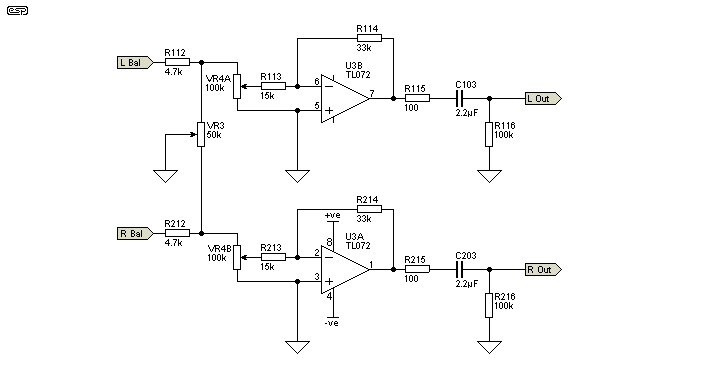 esp
R114
33k
L Bal
R112
4.7k
VR4A
100k
R113
15k
U3B
TL072
6
5
7
R115
100
C103
2.2µF
L Out
R116
100k
VR3
50k
R214
33k
+ve
R Bal
R212
4.7k
VR4B
100k
R213
15k
U3A
TL072
8
2
3
1
4
-ve
R215
100
C203
2.2µF
R Out
R216
100k